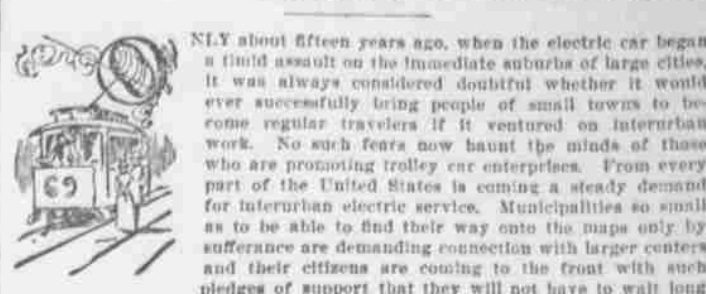 ONLY about fifteen years ago, when the electric car began
a timid assault on the immediate suburbs of large cities,
it was always considered doubtful whether it would
ever successfully bring people of small towns to be-
come regular travelers if it ventured on interurban
work. No such fears now haunt the minds of those
who are promoting trolley car enterprises. From every
part of the United States is coming a steady demand
for interurban electric service. Municipalities so small
as to be able to find their way onto the maps only by
sufferance are demanding connection with larger centers
and their citizens are coming to the front with such
pledges of support that they will not have to wait long
69